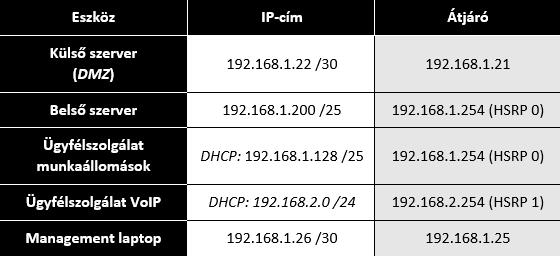 Eszköz IP-cím Átjáró
Külső szerver
(DMZ) 192.168.1.22 /30 192.168.1.21
Belső szerver 192.168.1.200 /25 192.168.1.254 (HSRP 0)
Ügyfélszolgálat
munkaállomások DHCP: 192.168.1.128 /25 192.168.1.254 (HSRP 0)
Ügyfélszolgálat VoIP DHCP: 192.168.2.0 /24 192.168.2.254 (HSRP 1)
Management laptop 192.168.1.26 /30 192.168.1.25